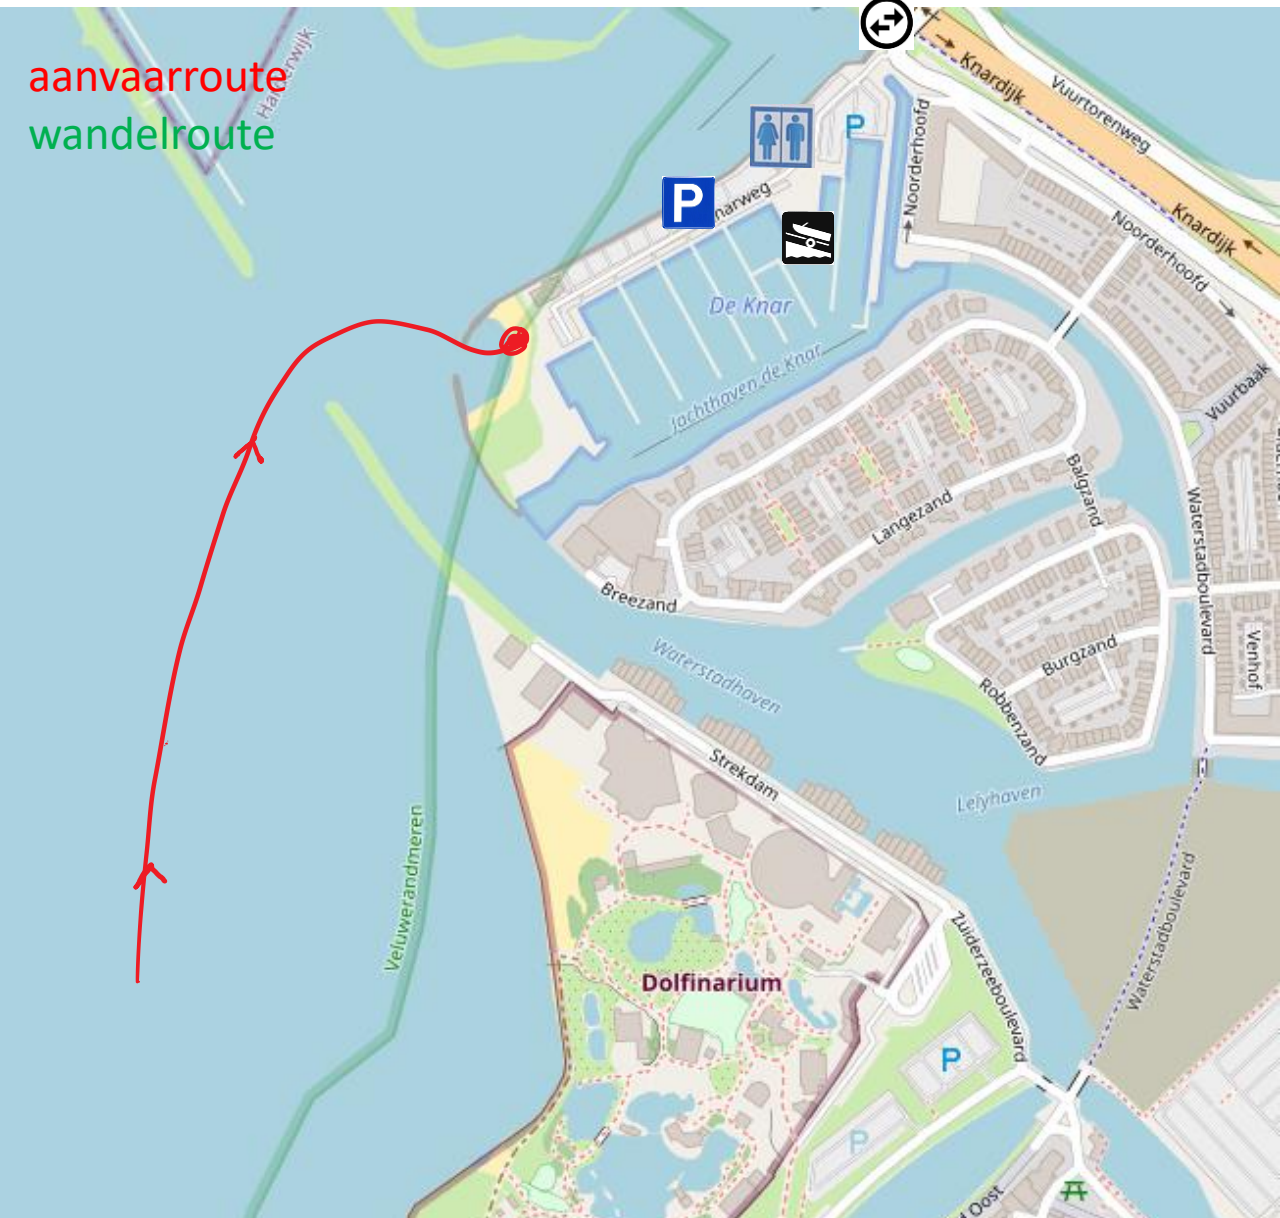 aanvaarroute
wandelroute
Harderwijk
Knardijk
Vuurtorenweg
P
Noorderhoofd
P
narweg
Knardijk
Noorderhoofd
De Knar
Jachthaven de Knar
Vuurbaak
Balgzand
Langezand
Waterstadboulevard
Breezand
Burgzand
Venhof
Waterstadhaven
Robbenzand
Strekdam
Lelyhaven
Veluwerandmeren
Waterstadboulevard
Zuiderzeeboulevard
Dolfinarium
P
P
d Oost